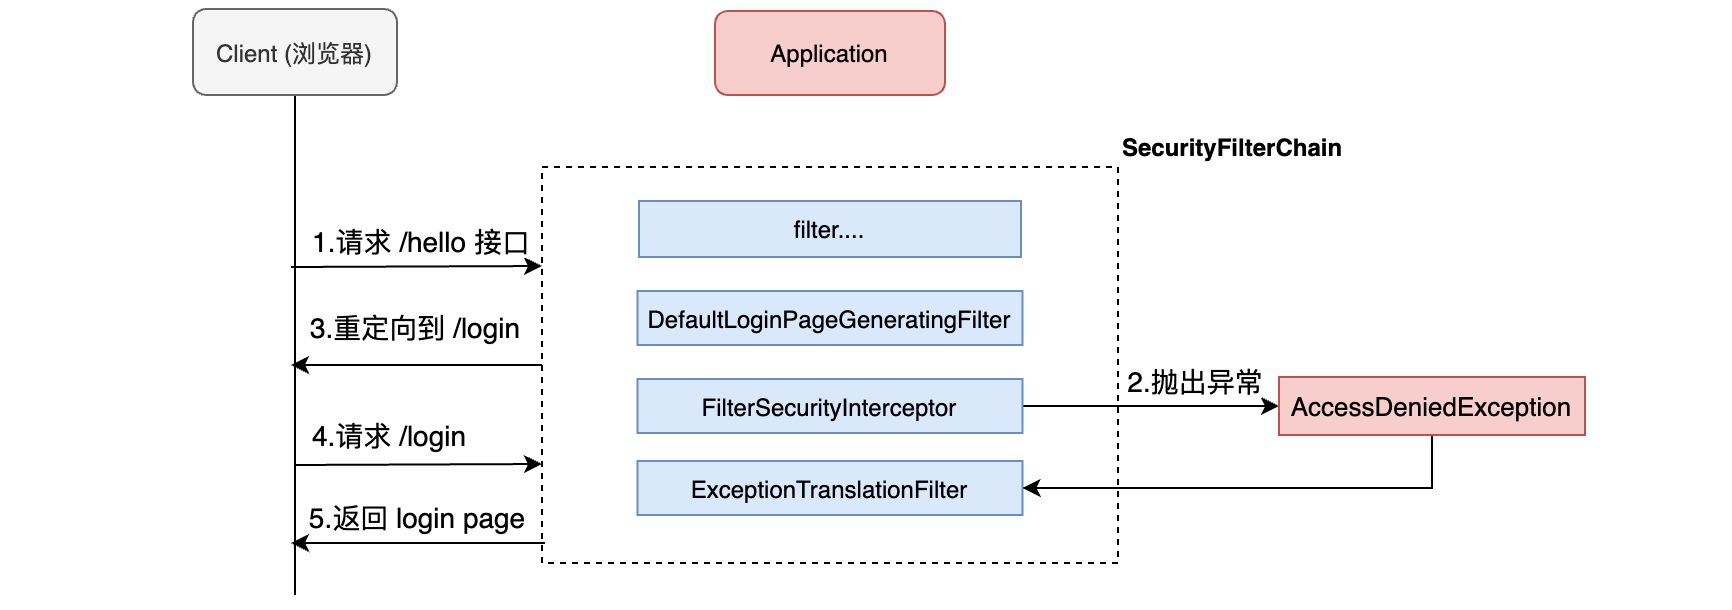 Client (浏览器)
Application
SecurityFilterChain
filter....
1.请求 /hello 接口
DefaultLoginPageGeneratingFilter
3.重定向到 /login
2.抛出异常
FilterSecurityInterceptor
AccessDeniedException
4.请求 /login
ExceptionTranslationFilter
5.返回 login page